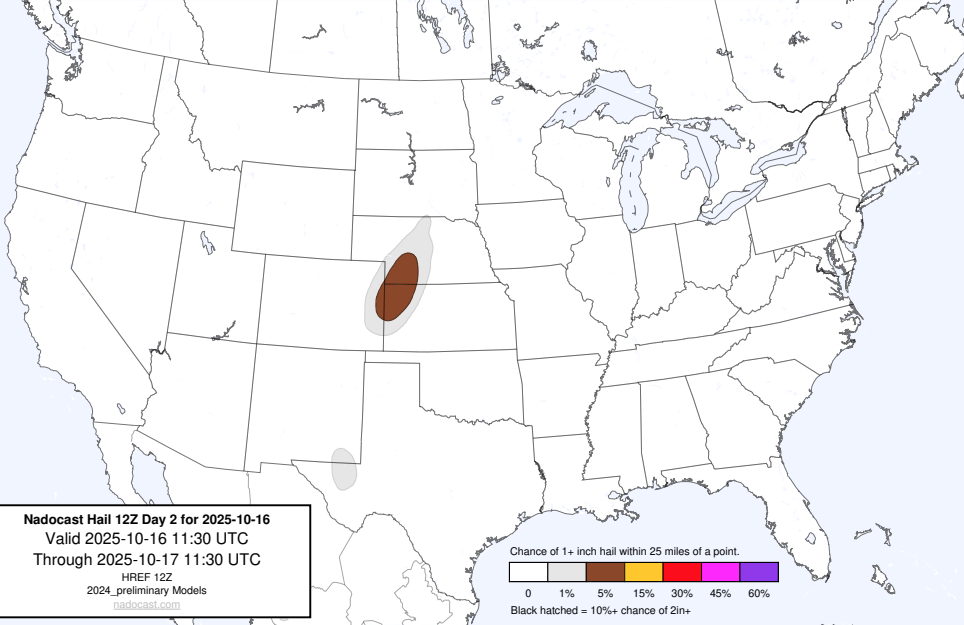 Nadocast Hail 12Z Day 2 for 2025-10-16
Valid 2025-10-16 11:30 UTC
Through 2025-10-17 11:30 UTC
HREF 12Z
2024_preliminary Models
nadocast.com
Chance of 1+ inch hail within 25 miles of a point.
0 1% 5% 15% 30% 45% 60%
Black hatched = 10%+ chance of 2in+